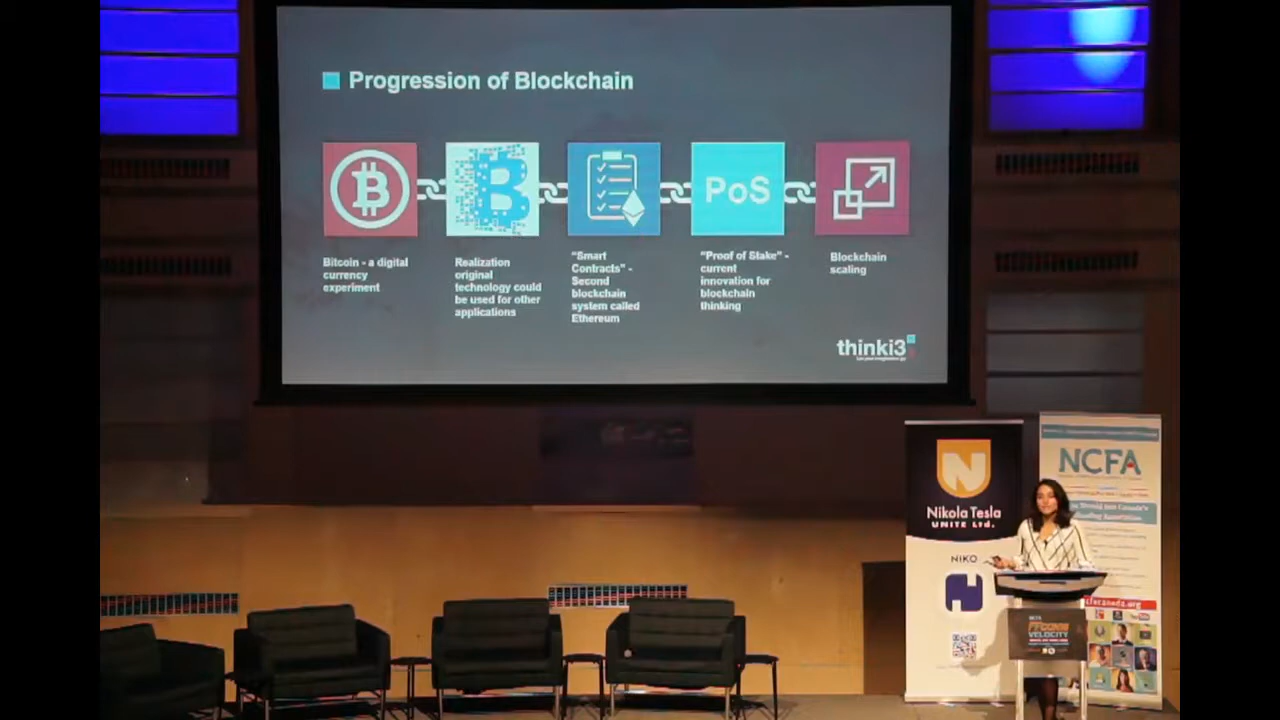 Progression of Blockchain
PoS
Bitcoin - a digital
currency
experiment
Realization
original
technology could
be used for other
applications
"Smart
Contracts" -
Second
blockchain
system called
Ethereum
"Proof of Stake" -
current
innovation for
blockchain
thinking
Blockchain
scaling
thinki3
N
Nikola Tesla
UNITE Ltd.
NIKO
NCFA
VELOCITY